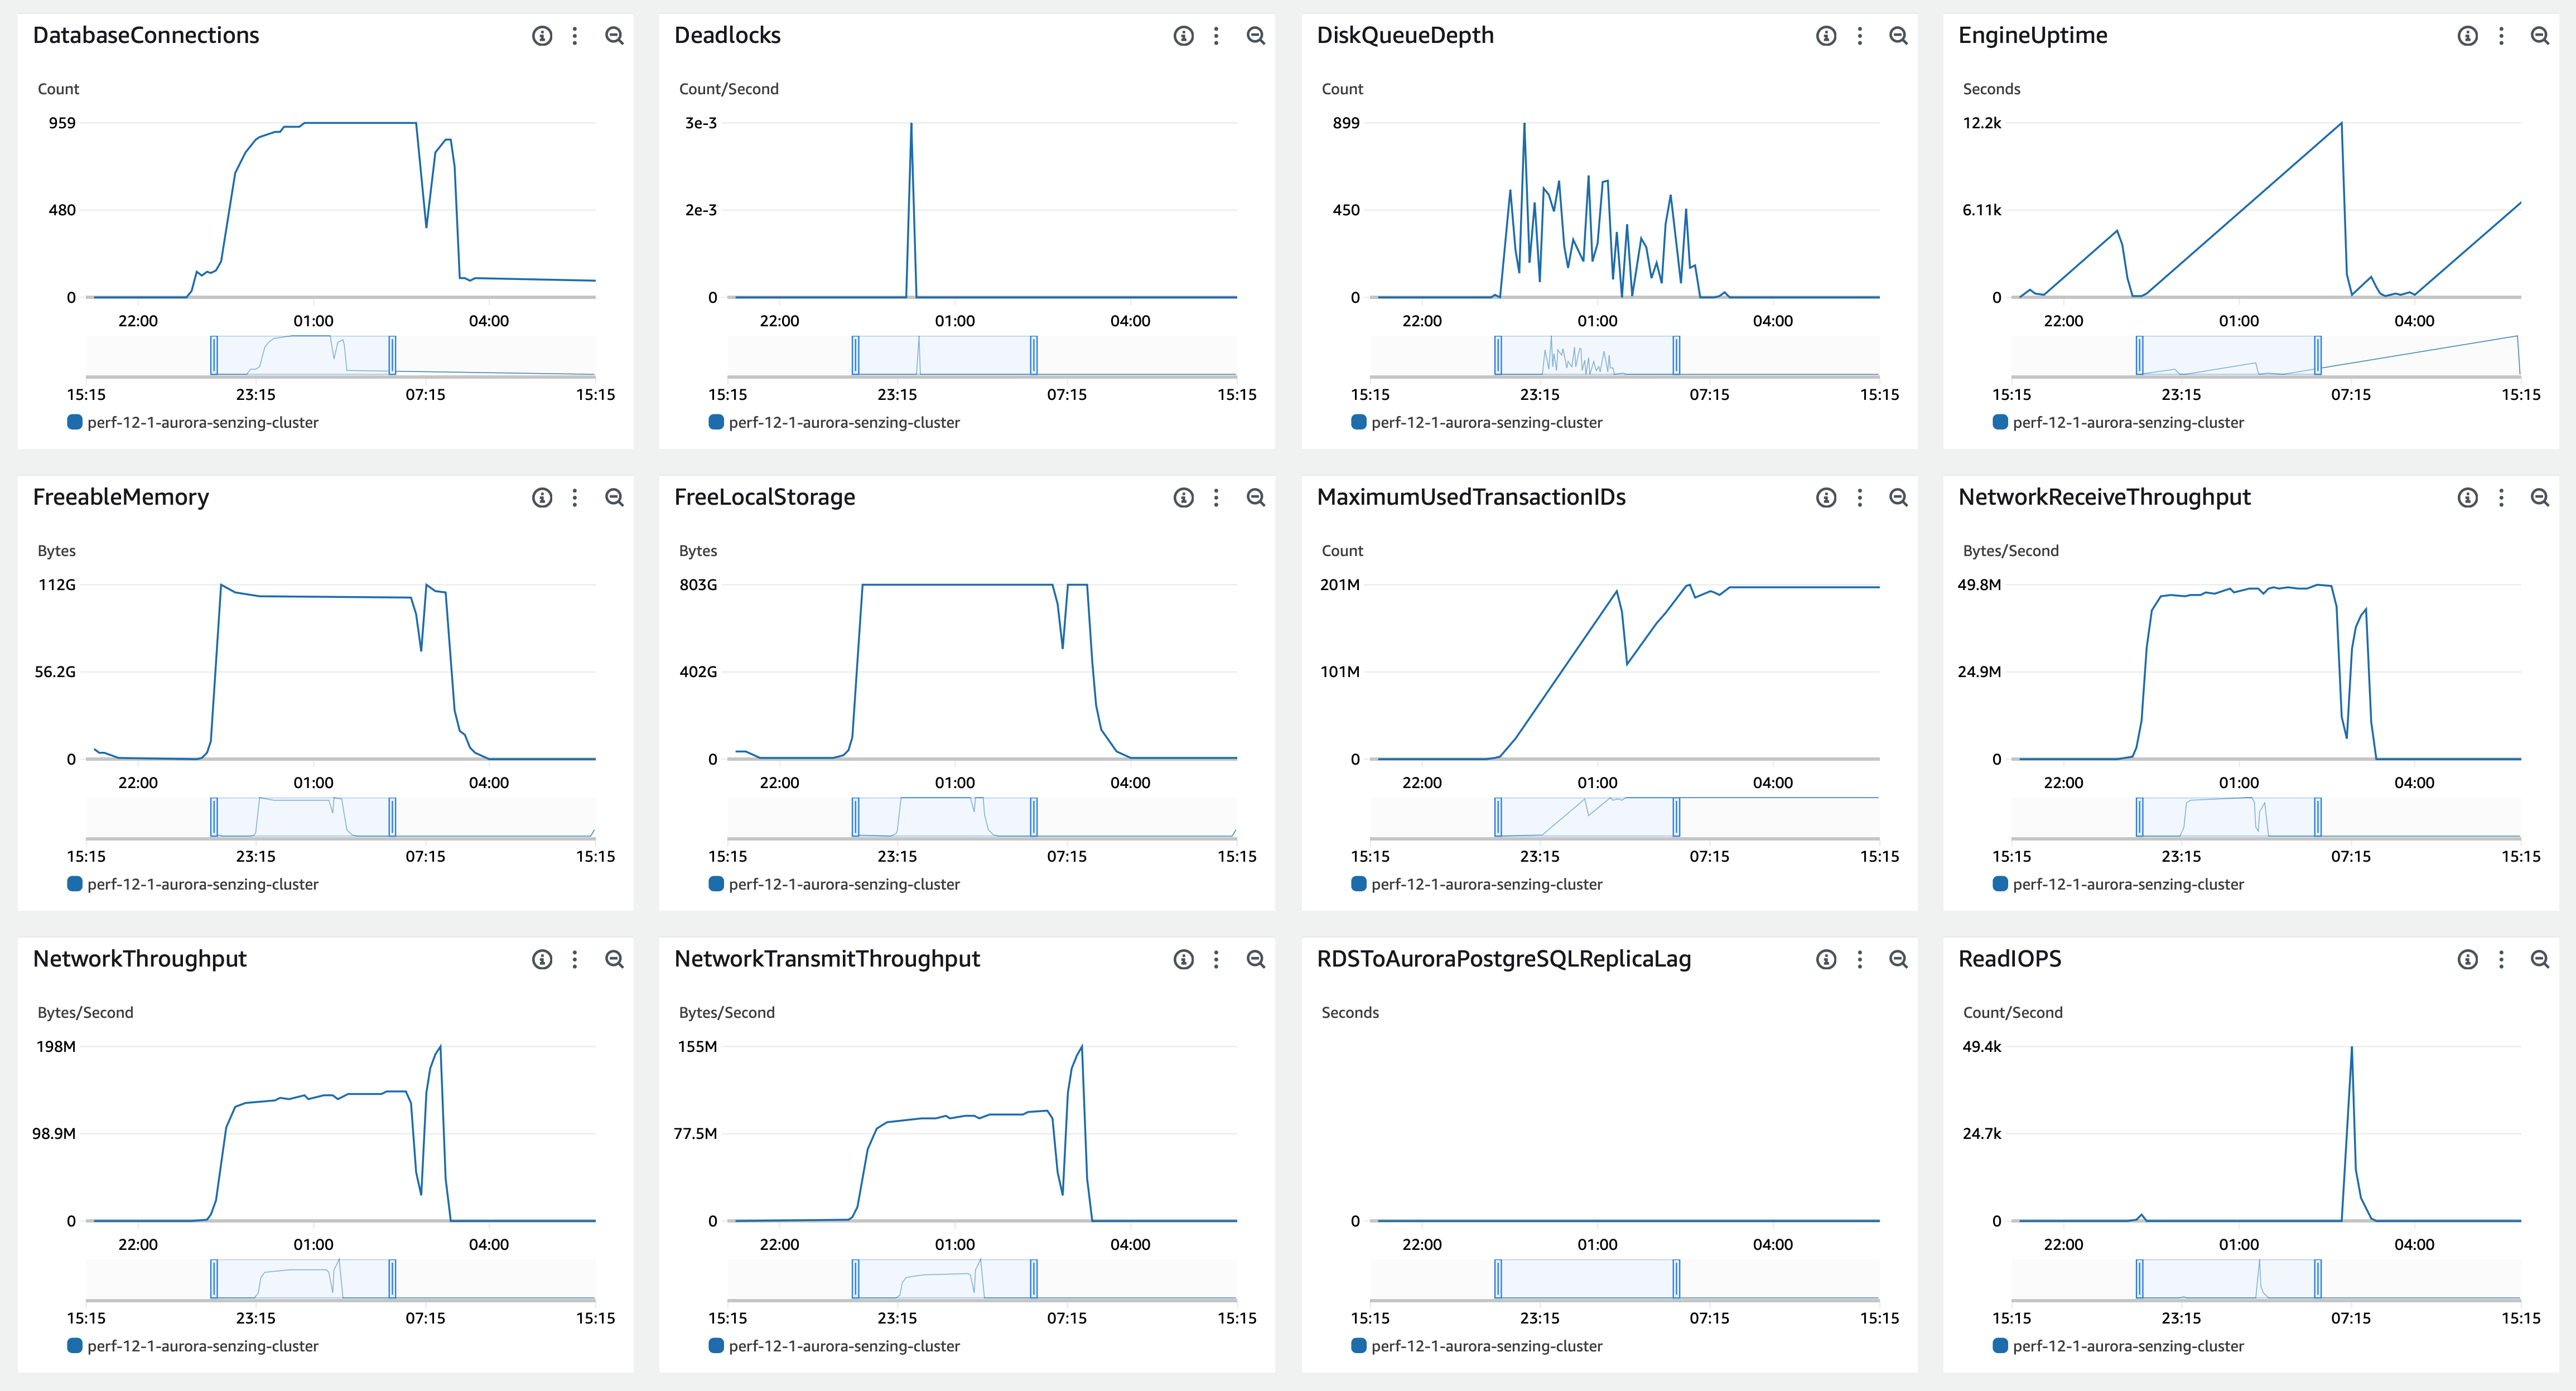 DatabaseConnections
Count
959
480
0
22:00 01:00 04:00
15:15 23:15 07:15 15:15
perf-12-1-aurora-senzing-cluster
Deadlocks
Count/Second
3e-3
2e-3
0
22:00 01:00 04:00
15:15 23:15 07:15 15:15
perf-12-1-aurora-senzing-cluster
DiskQueueDepth
Count
899
450
0
22:00 01:00 04:00
15:15 23:15 07:15 15:15
perf-12-1-aurora-senzing-cluster
EngineUptime
Seconds
12.2k
6.11k
0
22:00 01:00 04:00
15:15 23:15 07:15 15:15
perf-12-1-aurora-senzing-cluster
FreeableMemory
Bytes
112G
56.2G
0
22:00 01:00 04:00
15:15 23:15 07:15 15:15
perf-12-1-aurora-senzing-cluster
FreeLocalStorage
Bytes
803G
402G
0
22:00 01:00 04:00
15:15 23:15 07:15 15:15
perf-12-1-aurora-senzing-cluster
MaximumUsedTransactionIDs
Count
201M
101M
0
22:00 01:00 04:00
15:15 23:15 07:15 15:15
perf-12-1-aurora-senzing-cluster
NetworkReceiveThroughput
Bytes/Second
49.8M
24.9M
0
22:00 01:00 04:00
15:15 23:15 07:15 15:15
perf-12-1-aurora-senzing-cluster
NetworkThroughput
Bytes/Second
198M
98.9M
0
22:00 01:00 04:00
15:15 23:15 07:15 15:15
perf-12-1-aurora-senzing-cluster
NetworkTransmitThroughput
Bytes/Second
155M
77.5M
0
22:00 01:00 04:00
15:15 23:15 07:15 15:15
perf-12-1-aurora-senzing-cluster
RDSToAuroraPostgreSQLReplicaLag
Seconds
0
22:00 01:00 04:00
15:15 23:15 07:15 15:15
perf-12-1-aurora-senzing-cluster
ReadIOPS
Count/Second
49.4k
24.7k
0
22:00 01:00 04:00
15:15 23:15 07:15 15:15
perf-12-1-aurora-senzing-cluster